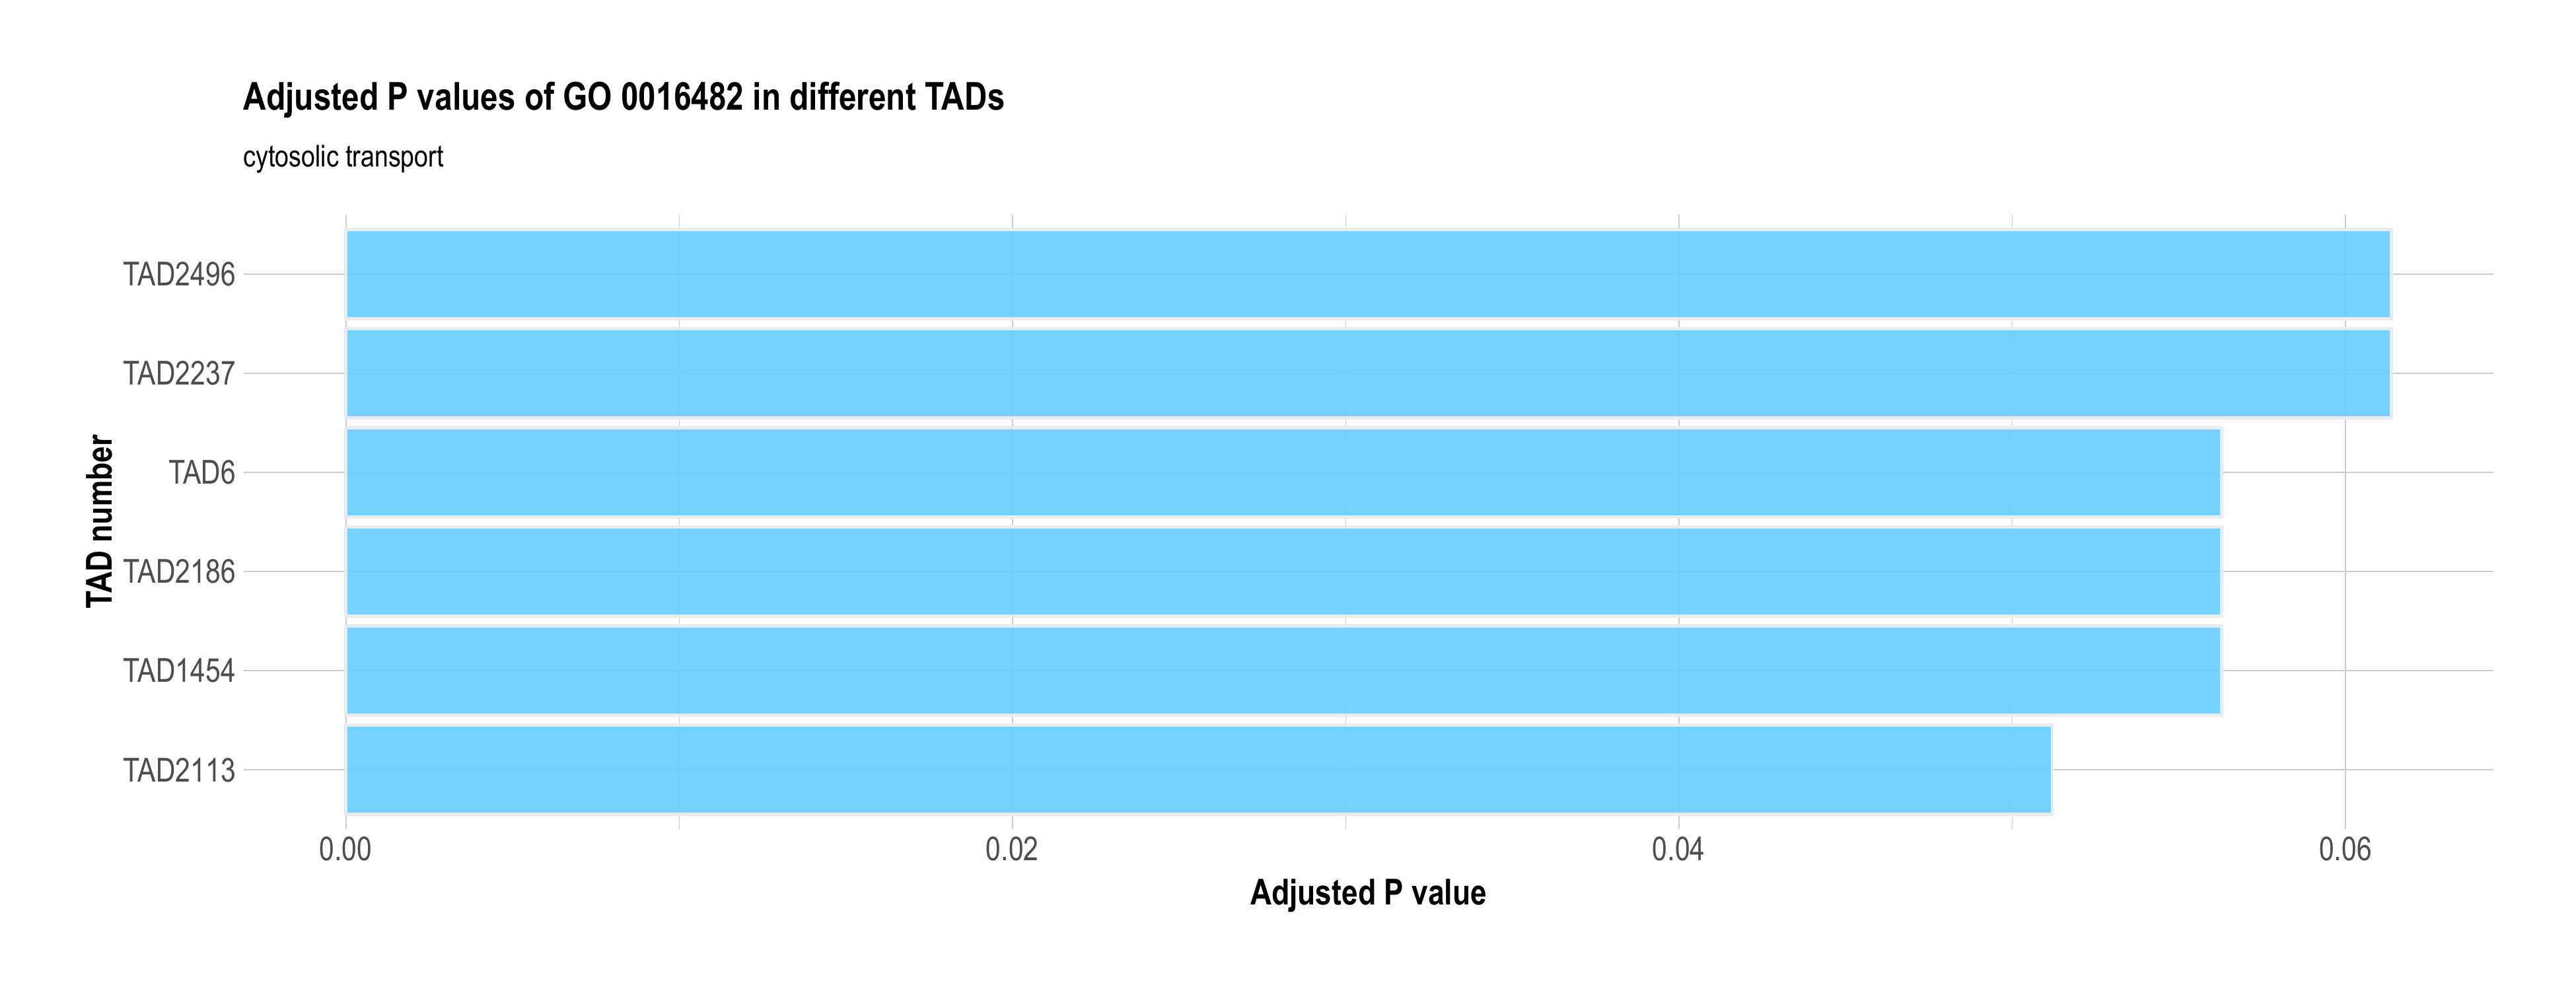 Adjusted P values of GO 0016482 in different TADs
cytosolic transport
TAD number
TAD2496
TAD2237
TAD6
TAD2186
TAD1454
TAD2113
0.00 0.02 0.04 0.06
Adjusted P value